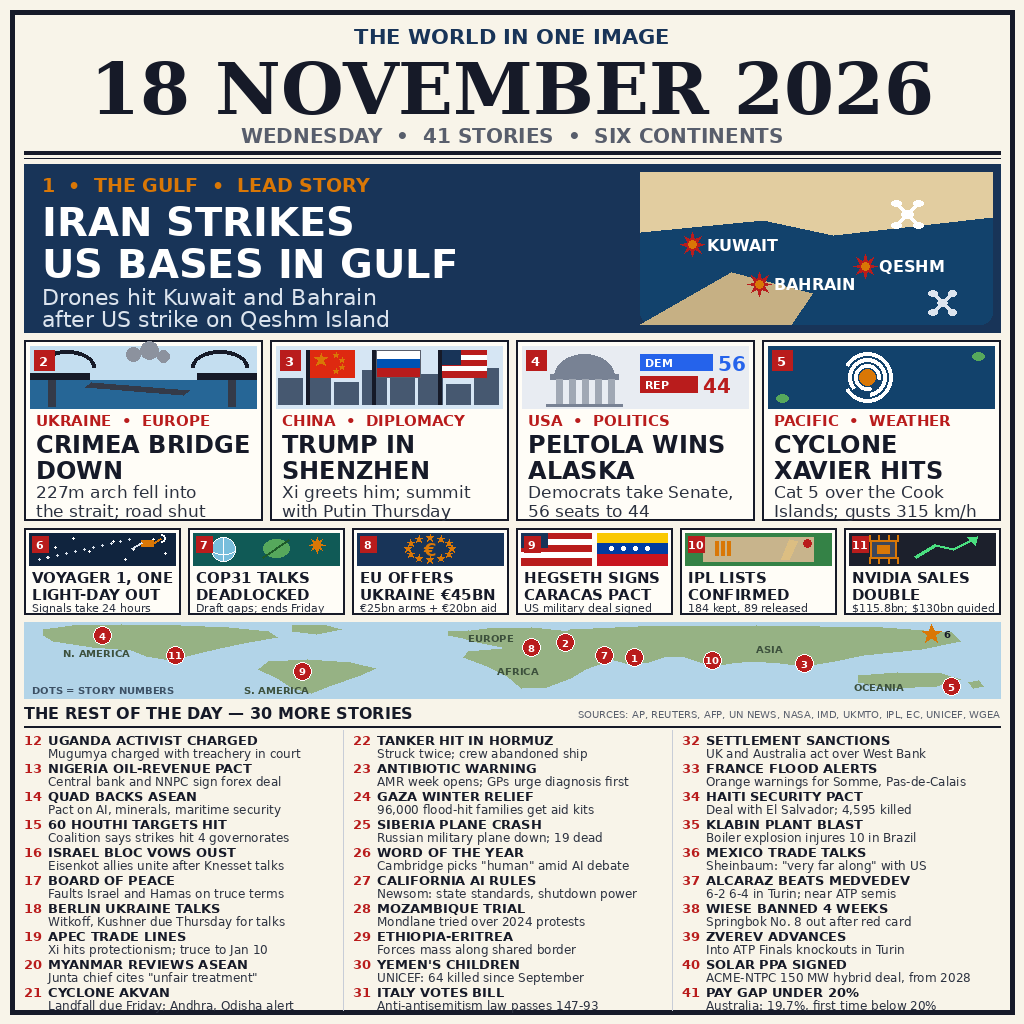 THE WORLD IN ONE IMAGE
18 NOVEMBER 2026
WEDNESDAY • 41 STORIES • SIX CONTINENTS
1 • THE GULF • LEAD STORY
IRAN STRIKES
US BASES IN GULF
Drones hit Kuwait and Bahrain
after US strike on Qeshm Island
KUWAIT
QESHM
BAHRAIN
2
UKRAINE • EUROPE
CRIMEA BRIDGE
DOWN
227m arch fell into
the strait; road shut
3
CHINA • DIPLOMACY
TRUMP IN
SHENZHEN
Xi greets him; summit
with Putin Thursday
4
DEM 56
REP 44
USA • POLITICS
PELTOLA WINS
ALASKA
Democrats take Senate,
56 seats to 44
5
PACIFIC • WEATHER
CYCLONE
XAVIER HITS
Cat 5 over the Cook
Islands; gusts 315 km/h
6
VOYAGER 1, ONE
LIGHT-DAY OUT
Signals take 24 hours
7
COP31 TALKS
DEADLOCKED
Draft gaps; ends Friday
8
€
EU OFFERS
UKRAINE €45BN
€25bn arms + €20bn aid
9
HEGSETH SIGNS
CARACAS PACT
US military deal signed
10
IPL LISTS
CONFIRMED
184 kept, 89 released
11
NVIDIA SALES
DOUBLE
$115.8bn; $130bn guided
4
N. AMERICA
11
9
S. AMERICA
DOTS = STORY NUMBERS
EUROPE
8
2
AFRICA
7
1
10
ASIA
3
6
OCEANIA
5
THE REST OF THE DAY — 30 MORE STORIES
SOURCES: AP, REUTERS, AFP, UN NEWS, NASA, IMD, UKMTO, IPL, EC, UNICEF, WGEA
12 UGANDA ACTIVIST CHARGED
Mugumya charged with treachery in court
13 NIGERIA OIL-REVENUE PACT
Central bank and NNPC sign forex deal
14 QUAD BACKS ASEAN
Pact on AI, minerals, maritime security
15 60 HOUTHI TARGETS HIT
Coalition says strikes hit 4 governorates
16 ISRAEL BLOC VOWS OUST
Eisenkot allies unite after Knesset talks
17 BOARD OF PEACE
Faults Israel and Hamas on truce terms
18 BERLIN UKRAINE TALKS
Witkoff, Kushner due Thursday for talks
19 APEC TRADE LINES
Xi hits protectionism; truce to Jan 10
20 MYANMAR REVIEWS ASEAN
Junta chief cites "unfair treatment"
21 CYCLONE AKVAN
Landfall due Friday; Andhra, Odisha alert
22 TANKER HIT IN HORMUZ
Struck twice; crew abandoned ship
23 ANTIBIOTIC WARNING
AMR week opens; GPs urge diagnosis first
24 GAZA WINTER RELIEF
96,000 flood-hit families get aid kits
25 SIBERIA PLANE CRASH
Russian military plane down; 19 dead
26 WORD OF THE YEAR
Cambridge picks "human" amid AI debate
27 CALIFORNIA AI RULES
Newsom: state standards, shutdown power
28 MOZAMBIQUE TRIAL
Mondlane tried over 2024 protests
29 ETHIOPIA-ERITREA
Forces mass along shared border
30 YEMEN'S CHILDREN
UNICEF: 64 killed since September
31 ITALY VOTES BILL
Anti-antisemitism law passes 147-93
32 SETTLEMENT SANCTIONS
UK and Australia act over West Bank
33 FRANCE FLOOD ALERTS
Orange warnings for Somme, Pas-de-Calais
34 HAITI SECURITY PACT
Deal with El Salvador; 4,595 killed
35 KLABIN PLANT BLAST
Boiler explosion injures 10 in Brazil
36 MEXICO TRADE TALKS
Sheinbaum: "very far along" with US
37 ALCARAZ BEATS MEDVEDEV
6-2 6-4 in Turin; near ATP semis
38 WIESE BANNED 4 WEEKS
Springbok No. 8 out after red card
39 ZVEREV ADVANCES
Into ATP Finals knockouts in Turin
40 SOLAR PPA SIGNED
ACME-NTPC 150 MW hybrid deal, from 2028
41 PAY GAP UNDER 20%
Australia: 19.7%, first time below 20%